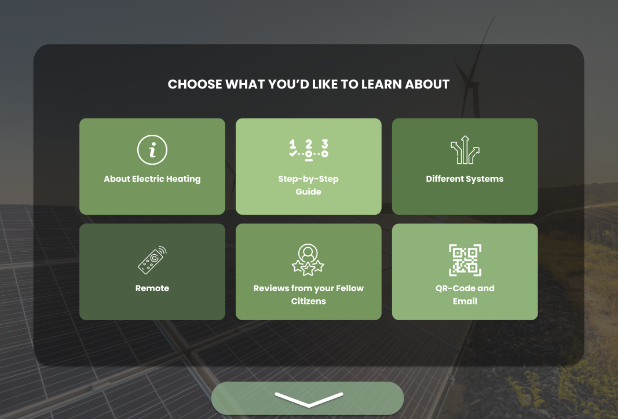 CHOOSE WHAT YOU'D LIKE TO LEARN ABOUT
i
About Electric Heating
1 2 3
Step-by-Step
Guide
Different Systems
Remote
Reviews from your Fellow
Citizens
QR-Code and
Email